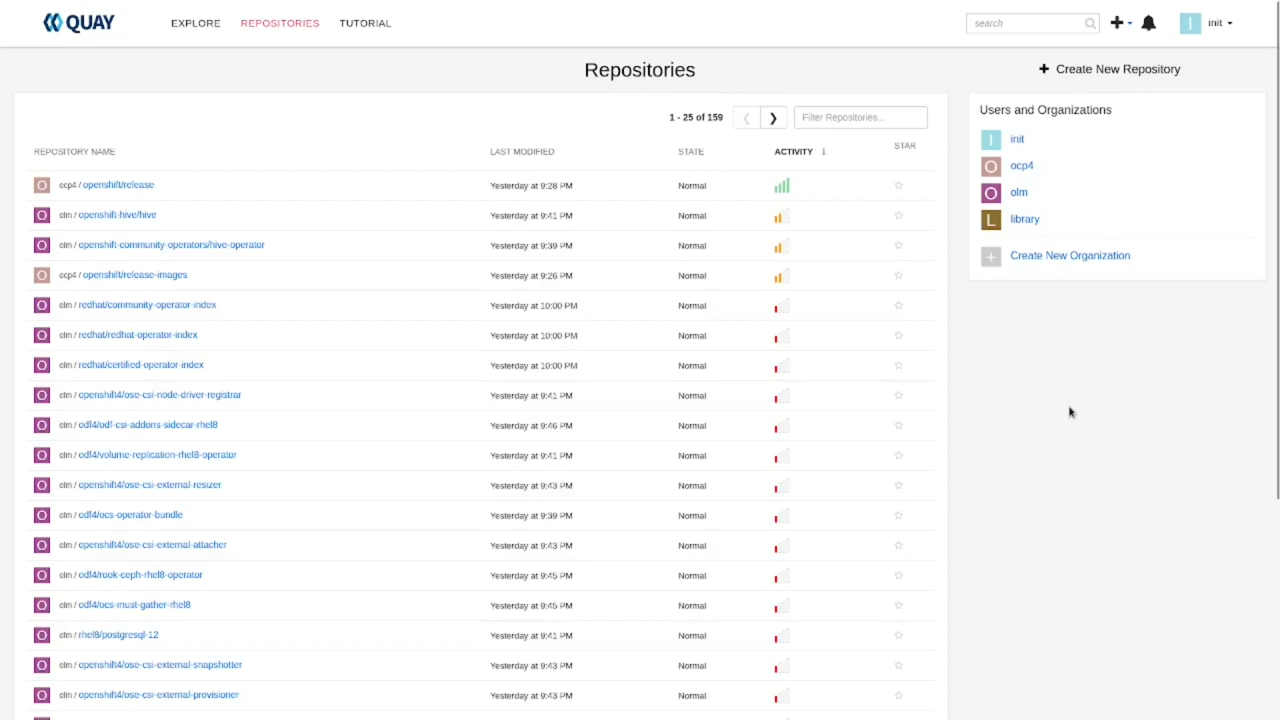 QUAY EXPLORE REPOSITORIES TUTORIAL search I init
Repositories
Create New Repository
1 - 25 of 159 Filter Repositories...
REPOSITORY NAME LAST MODIFIED STATE ACTIVITY STAR
O ocp4 / openshift/release Yesterday at 9:28 PM Normal
O olm / openshift-hive/hive Yesterday at 9:41 PM Normal
O olm / openshift-community-operators/hive-operator Yesterday at 9:39 PM Normal
O ocp4 / openshift/release-images Yesterday at 9:26 PM Normal
O olm / redhat/community-operator-index Yesterday at 10:00 PM Normal
O olm / redhat/redhat-operator-index Yesterday at 10:00 PM Normal
O olm / redhat/certified-operator-index Yesterday at 10:00 PM Normal
O olm / openshift4/ose-csi-node-driver-registrar Yesterday at 9:41 PM Normal
O olm / odf4/odf-csi-addons-sidecar-rhel8 Yesterday at 9:46 PM Normal
O olm / odf4/volume-replication-rhel8-operator Yesterday at 9:41 PM Normal
O olm / openshift4/ose-csi-external-resizer Yesterday at 9:43 PM Normal
O olm / odf4/ocs-operator-bundle Yesterday at 9:39 PM Normal
O olm / openshift4/ose-csi-external-attacher Yesterday at 9:43 PM Normal
O olm / odf4/rook-ceph-rhel8-operator Yesterday at 9:45 PM Normal
O olm / odf4/ocs-must-gather-rhel8 Yesterday at 9:45 PM Normal
O olm / rhel8/postgresql-12 Yesterday at 9:41 PM Normal
O olm / openshift4/ose-csi-external-snapshotter Yesterday at 9:43 PM Normal
O olm / openshift4/ose-csi-external-provisioner Yesterday at 9:43 PM Normal
Users and Organizations
I init
O ocp4
O olm
L library
Create New Organization